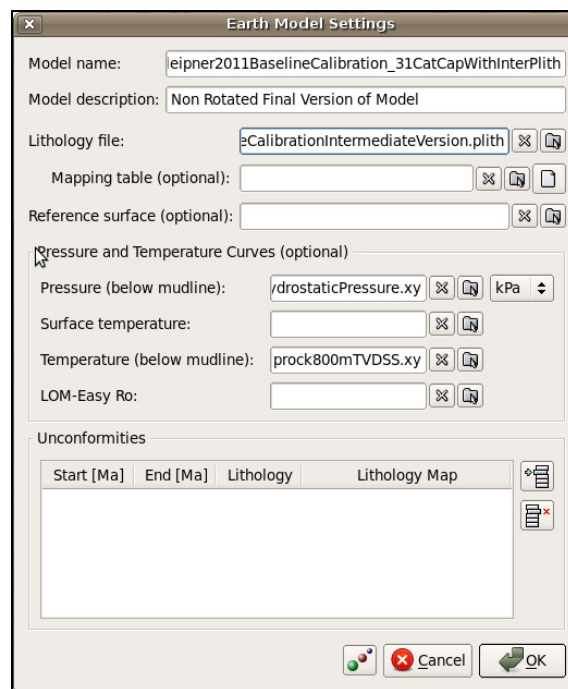 Earth Model Settings
Model name: leipner2011BaselineCalibration_31CatCapWithInterPlith
Model description: Non Rotated Final Version of Model
Lithology file: eCalibrationIntermediateVersion.plith
Mapping table (optional):
Reference surface (optional):
Pressure and Temperature Curves (optional)
Pressure (below mudline): ydrostaticPressure.xy kPa
Surface temperature:
Temperature (below mudline): prock800mTVDSS.xy
LOM-Easy Ro:
Unconformities
Start [Ma] End [Ma] Lithology Lithology Map
Cancel OK